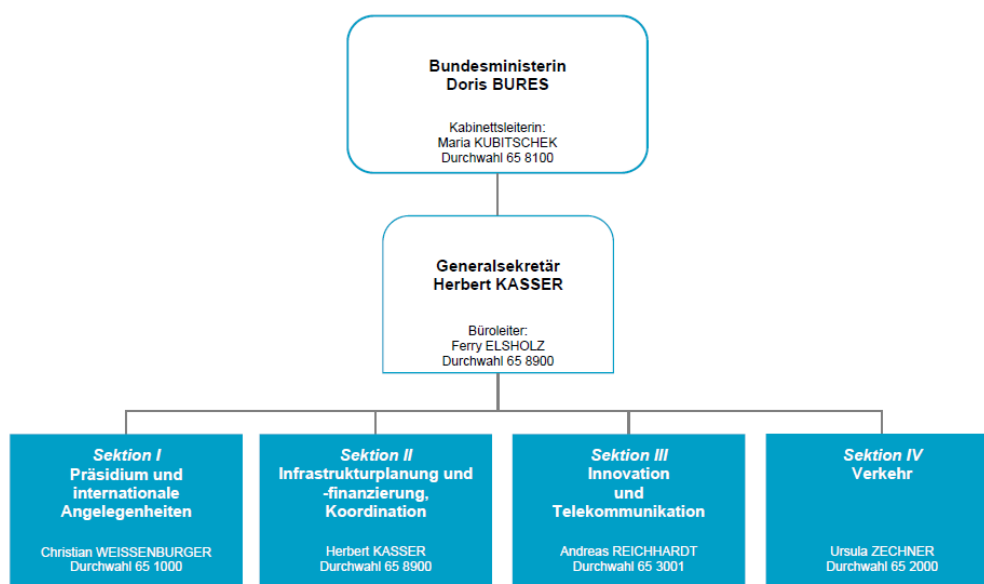 Bundesministerin
Doris BURES
Kabinettsleiterin:
Maria KUBITSCHEK
Durchwahl 65 8100
Generalsekretär
Herbert KASSER
Büroleiter:
Ferry ELSHOLZ
Durchwahl 65 8900
Sektion I
Präsidium und
internationale
Angelegenheiten
Christian WEISSENBURGER
Durchwahl 65 1000
Sektion II
Infrastrukturplanung und
-finanzierung,
Koordination
Herbert KASSER
Durchwahl 65 8900
Sektion III
Innovation
und
Telekommunikation
Andreas REICHHARDT
Durchwahl 65 3001
Sektion IV
Verkehr
Ursula ZECHNER
Durchwahl 65 2000